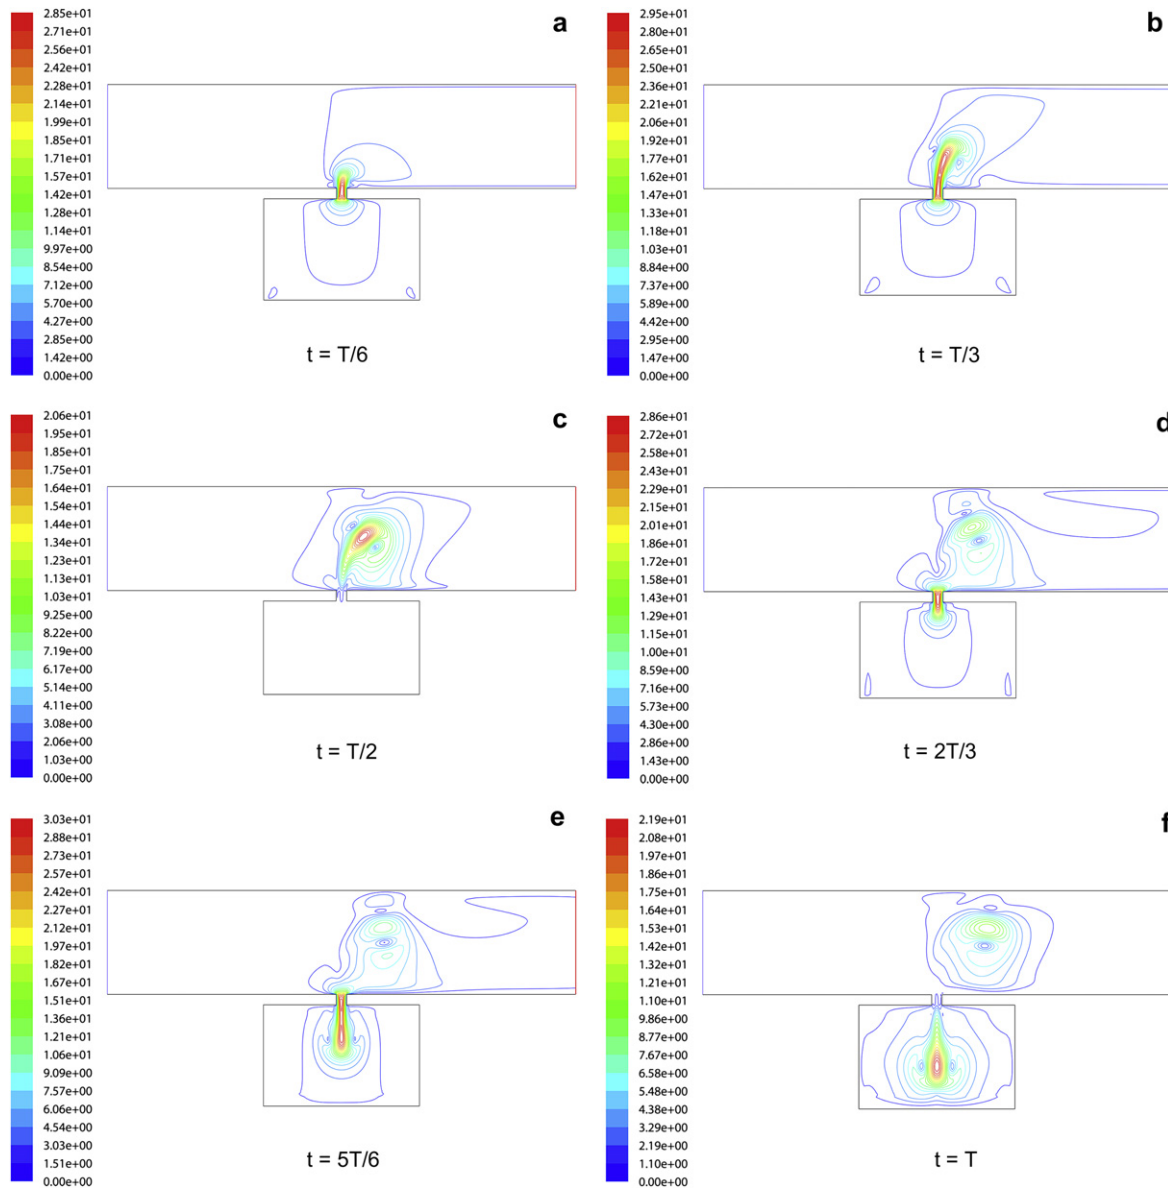 a
2.85e+01
2.71e+01
2.56e+01
2.42e+01
2.28e+01
2.14e+01
1.99e+01
1.85e+01
1.71e+01
1.57e+01
1.42e+01
1.28e+01
1.14e+01
9.97e+00
8.54e+00
7.12e+00
5.70e+00
4.27e+00
2.85e+00
1.42e+00
0.00e+00
t = T/6
b
2.95e+01
2.80e+01
2.65e+01
2.50e+01
2.36e+01
2.21e+01
2.06e+01
1.92e+01
1.77e+01
1.62e+01
1.47e+01
1.33e+01
1.18e+01
1.03e+01
8.84e+00
7.37e+00
5.89e+00
4.42e+00
2.95e+00
1.47e+00
0.00e+00
t = T/3
c
2.06e+01
1.95e+01
1.85e+01
1.75e+01
1.64e+01
1.54e+01
1.44e+01
1.34e+01
1.23e+01
1.13e+01
1.03e+01
9.25e+00
8.22e+00
7.19e+00
6.17e+00
5.14e+00
4.11e+00
3.08e+00
2.06e+00
1.03e+00
0.00e+00
t = T/2
d
2.86e+01
2.72e+01
2.58e+01
2.43e+01
2.29e+01
2.15e+01
2.01e+01
1.86e+01
1.72e+01
1.58e+01
1.43e+01
1.29e+01
1.15e+01
1.00e+01
8.59e+00
7.16e+00
5.73e+00
4.30e+00
2.86e+00
1.43e+00
0.00e+00
t = 2T/3
e
3.03e+01
2.88e+01
2.73e+01
2.57e+01
2.42e+01
2.27e+01
2.12e+01
1.97e+01
1.82e+01
1.67e+01
1.51e+01
1.36e+01
1.21e+01
1.06e+01
9.09e+00
7.57e+00
6.06e+00
4.54e+00
3.03e+00
1.51e+00
0.00e+00
t = 5T/6
f
2.19e+01
2.08e+01
1.97e+01
1.86e+01
1.75e+01
1.64e+01
1.53e+01
1.42e+01
1.32e+01
1.21e+01
1.10e+01
9.86e+00
8.77e+00
7.67e+00
6.58e+00
5.48e+00
4.38e+00
3.29e+00
2.19e+00
1.10e+00
0.00e+00
t = T